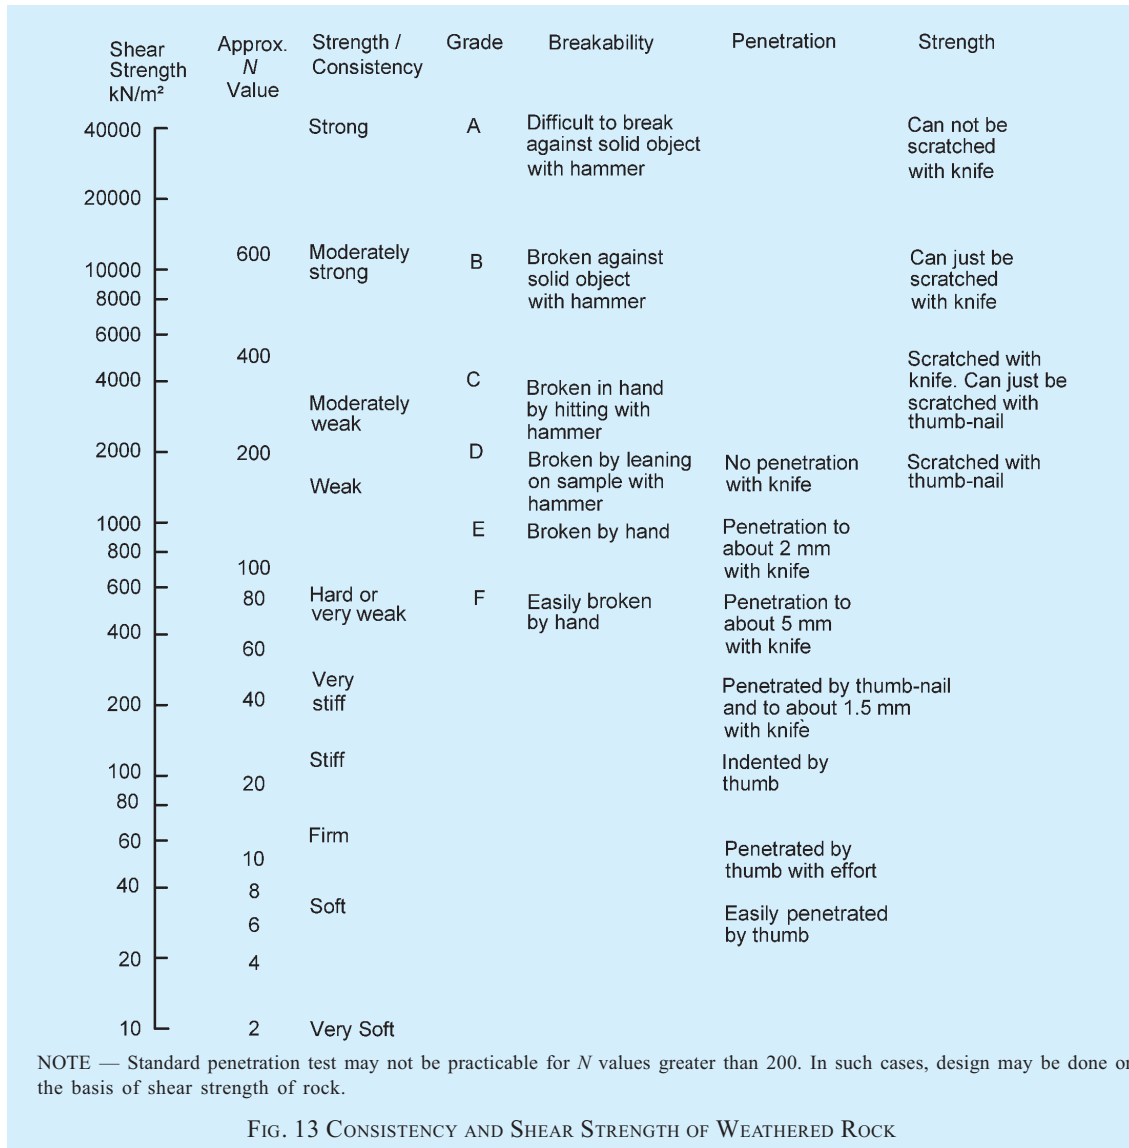 Shear
Strength
kN/m²
Approx.
N
Value
Strength /
Consistency
Grade
Breakability
Penetration
Strength
40000
Strong
A
Difficult to break
against solid object
with hammer
Can not be
scratched
with knife
20000
10000
600
Moderately
strong
B
Broken against
solid object
with hammer
Can just be
scratched
with knife
8000
6000
4000
400
Moderately
weak
C
Broken in hand
by hitting with
hammer
Scratched with
knife. Can just be
scratched with
thumb-nail
2000
200
Weak
D
Broken by leaning
on sample with
hammer
No penetration
with knife
Scratched with
thumb-nail
1000
800
E
Broken by hand
Penetration to
about 2 mm
with knife
100
600
80
Hard or
very weak
F
Easily broken
by hand
Penetration to
about 5 mm
with knife
400
60
200
40
Very
stiff
Penetrated by thumb-nail
and to about 1.5 mm
with knife
100
80
20
Stiff
Indented by
thumb
60
10
Firm
Penetrated by
thumb with effort
40
8
6
Soft
Easily penetrated
by thumb
20
4
10
2
Very Soft
NOTE — Standard penetration test may not be practicable for N values greater than 200. In such cases, design may be done on
the basis of shear strength of rock.
FIG. 13 CONSISTENCY AND SHEAR STRENGTH OF WEATHERED ROCK